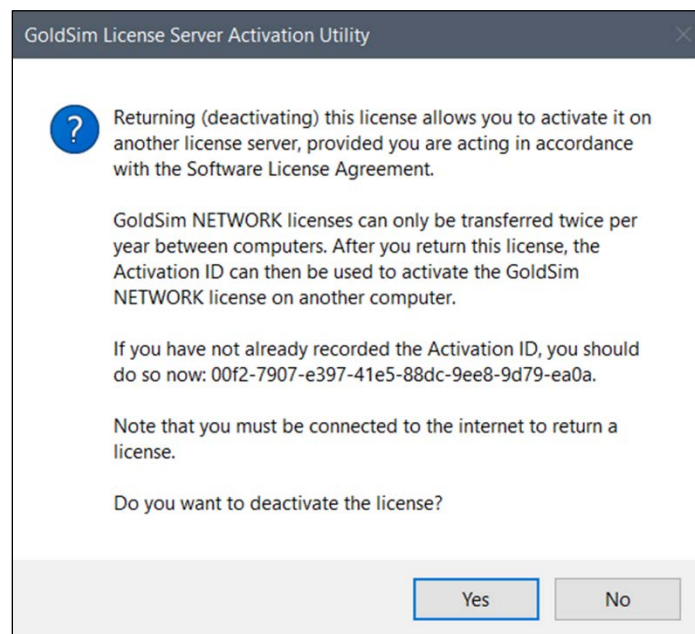 GoldSim License Server Activation Utility
Returning (deactivating) this license allows you to activate it on
another license server, provided you are acting in accordance
with the Software License Agreement.
GoldSim NETWORK licenses can only be transferred twice per
year between computers. After you return this license, the
Activation ID can then be used to activate the GoldSim
NETWORK license on another computer.
If you have not already recorded the Activation ID, you should
do so now: 00f2-7907-e397-41e5-88dc-9ee8-9d79-ea0a.
Note that you must be connected to the internet to return a
license.
Do you want to deactivate the license?
Yes
No